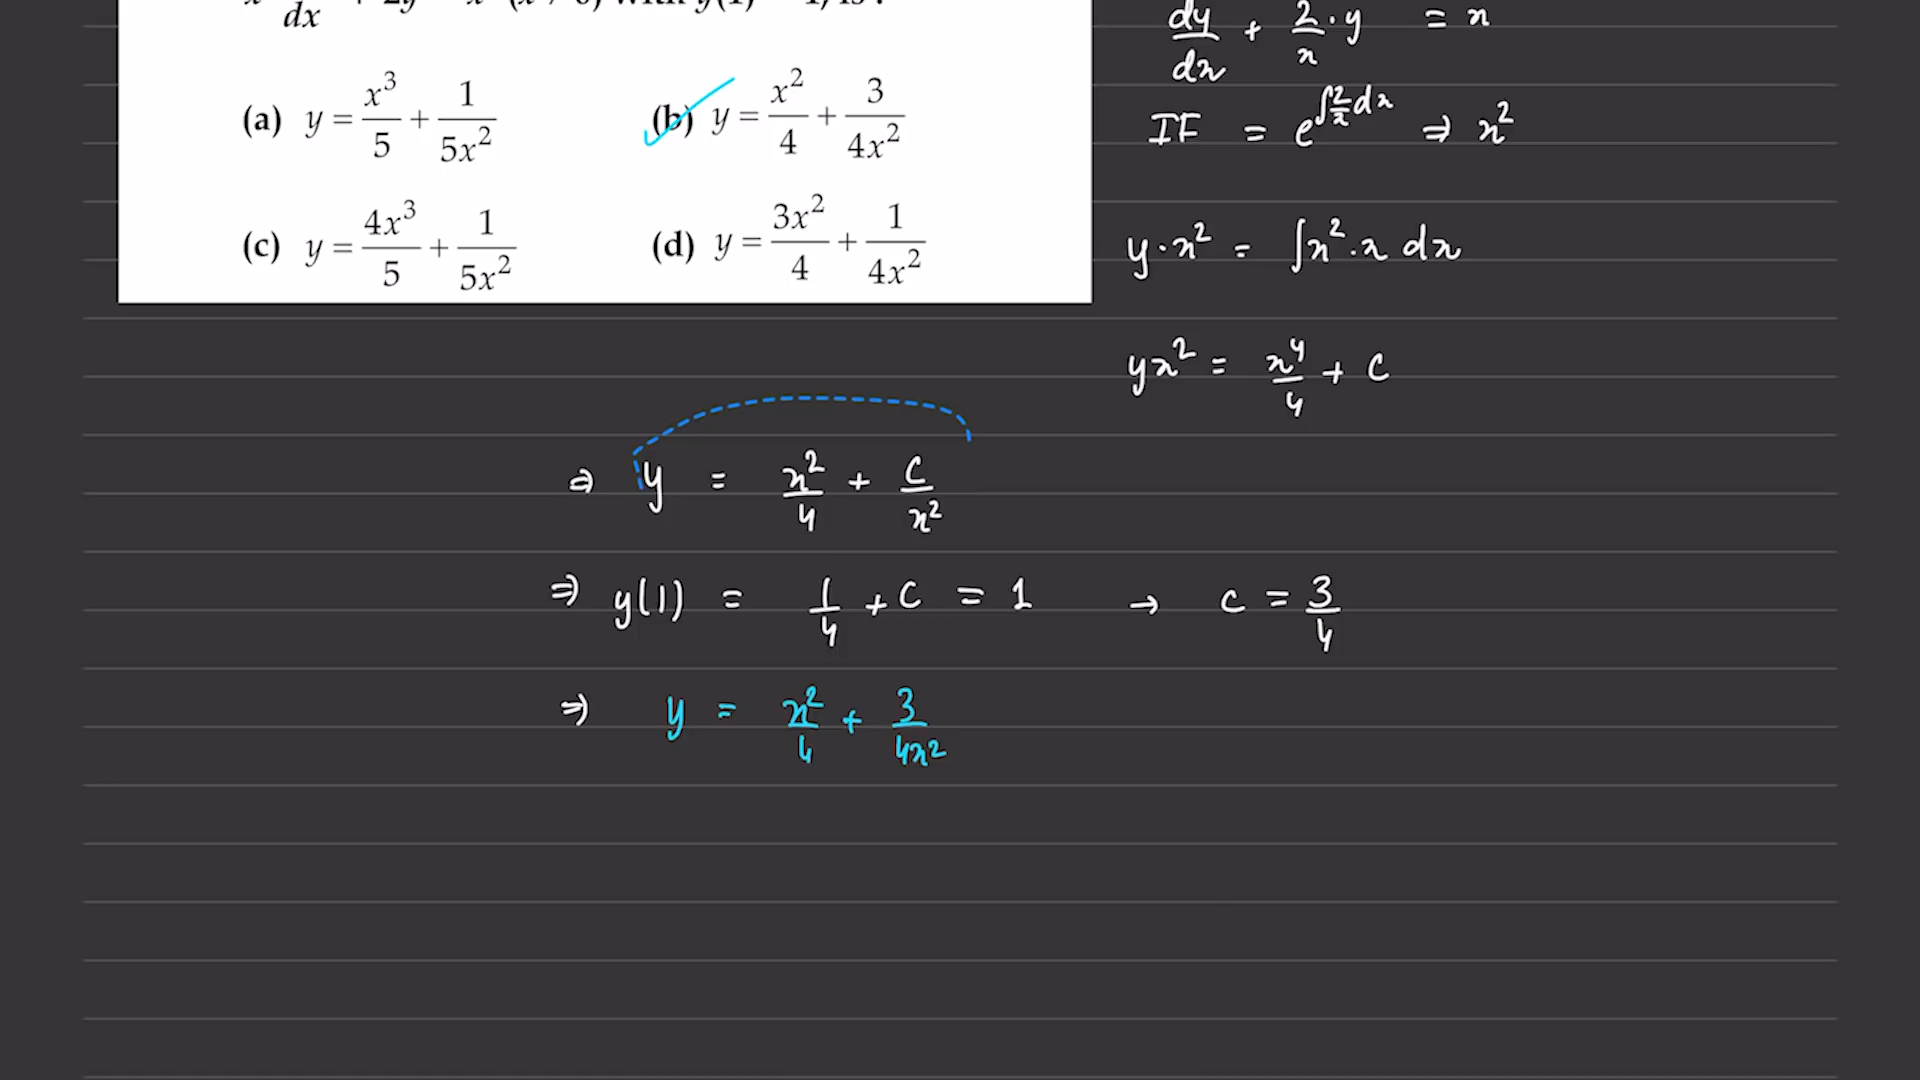 dx
(a) y = x³/5 + 1/5x²
(b) y = x²/4 + 3/4x²
(c) y = 4x³/5 + 1/5x²
(d) y = 3x²/4 + 1/4x²
dy/dx + 2/x · y = x
IF = e^∫2/x dx ⇒ x²
y · x² = ∫x² · x dx
yx² = x⁴/4 + c
⇒ y = x²/4 + c/x²
⇒ y(1) = 1/4 + c = 1 → c = 3/4
⇒ y = x²/4 + 3/4x²